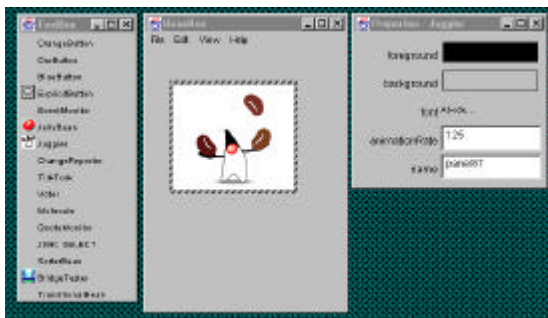 ToolBox
OrangeButton
OurButton
BlueButton
ExplicitButton
EventMonitor
JellyBean
Juggler
ChangeReporter
TickTock
Voter
Molecule
QuoteMonitor
JDBC SELECT
SorterBean
BridgeTester
TransitionalBean
BeanBox
File Edit View Help
Properties - Juggler
foreground
background
font Abcde...
animationRate 125
name panel87